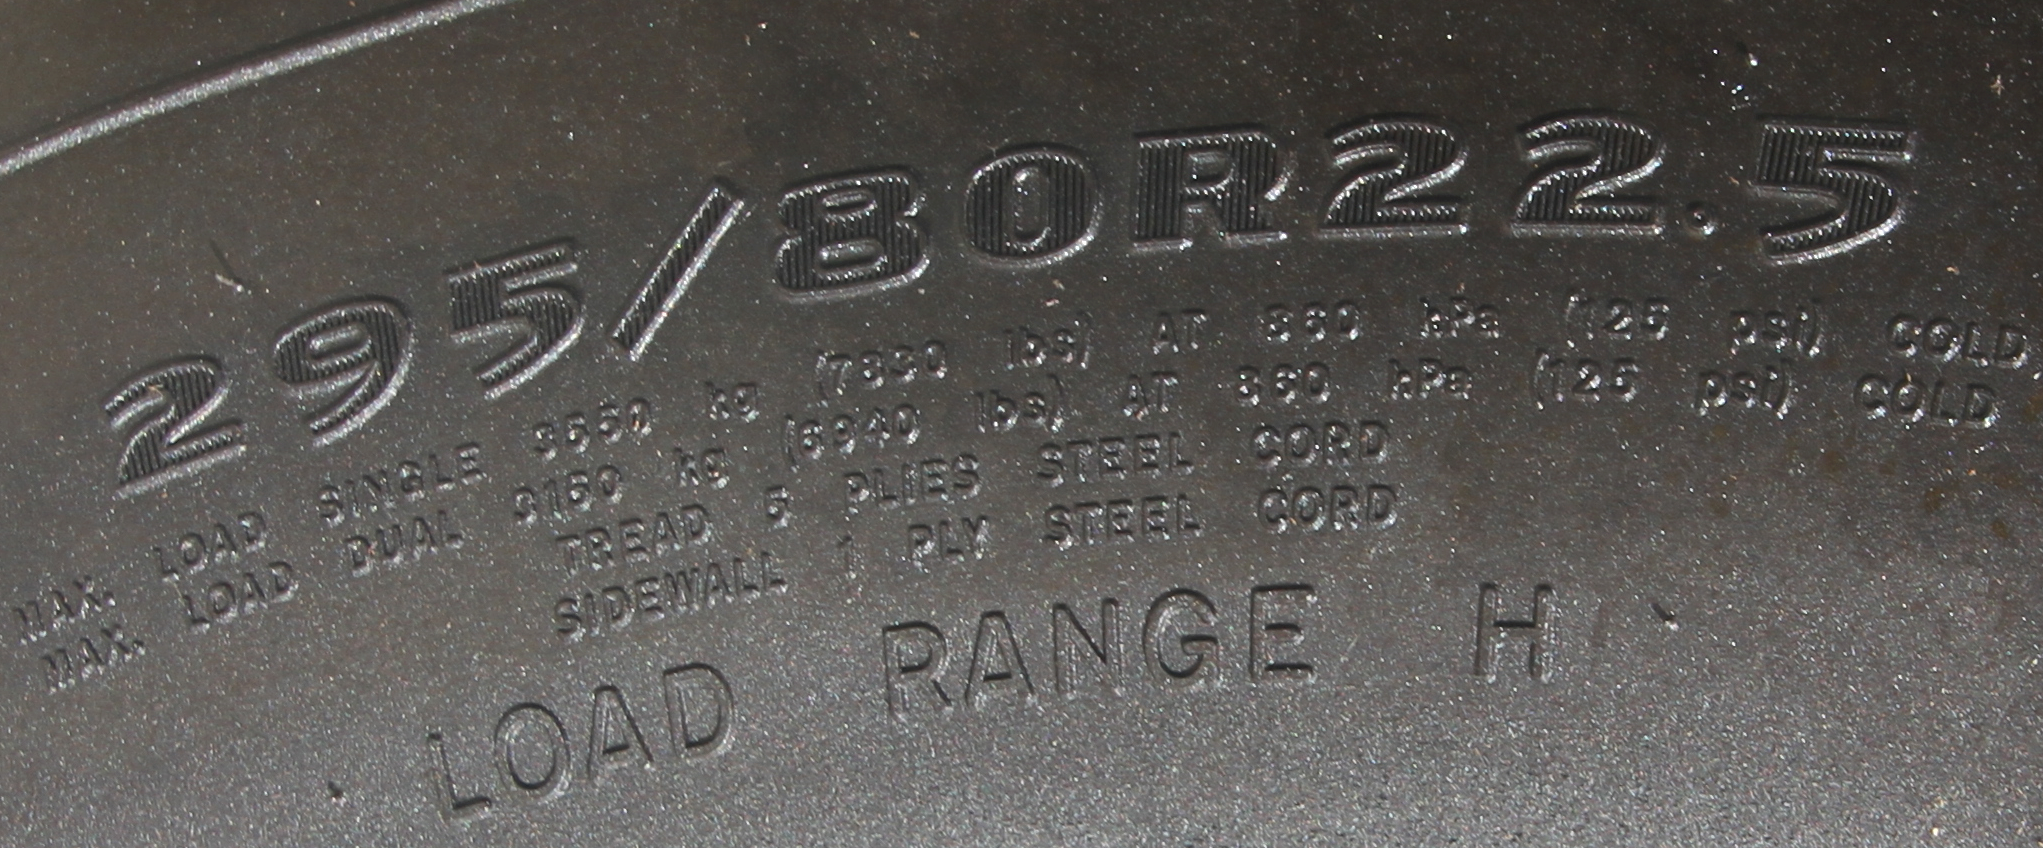 295/80R22.5
MAX. LOAD SINGLE 3550 kg (7830 lbs) AT 860 kPa (125 psi) COLD.
MAX. LOAD DUAL 3150 kg (6940 lbs) AT 860 kPa (125 psi) COLD
TREAD 5 PLIES STEEL CORD
SIDEWALL 1 PLY STEEL CORD
LOAD RANGE H